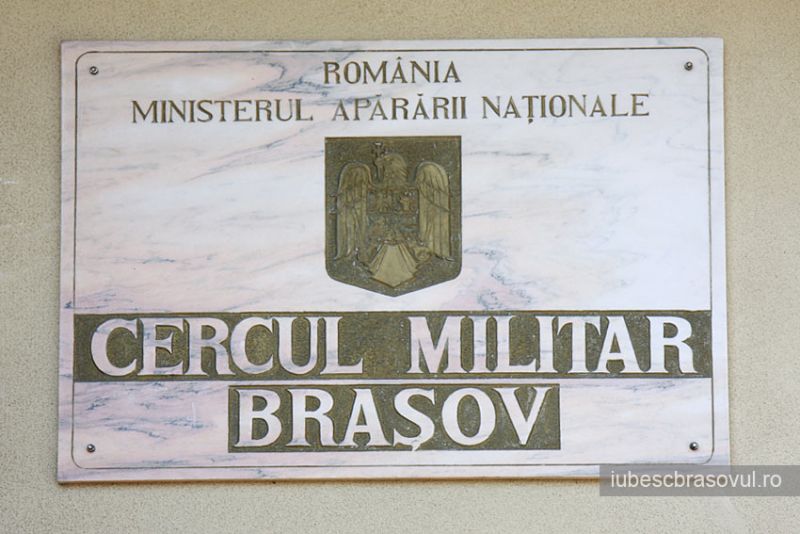 ROMÂNIA
MINISTERUL APĂRĂRII NAȚIONALE
CERCUL MILITAR
BRAȘOV
iubescbrasovul.ro